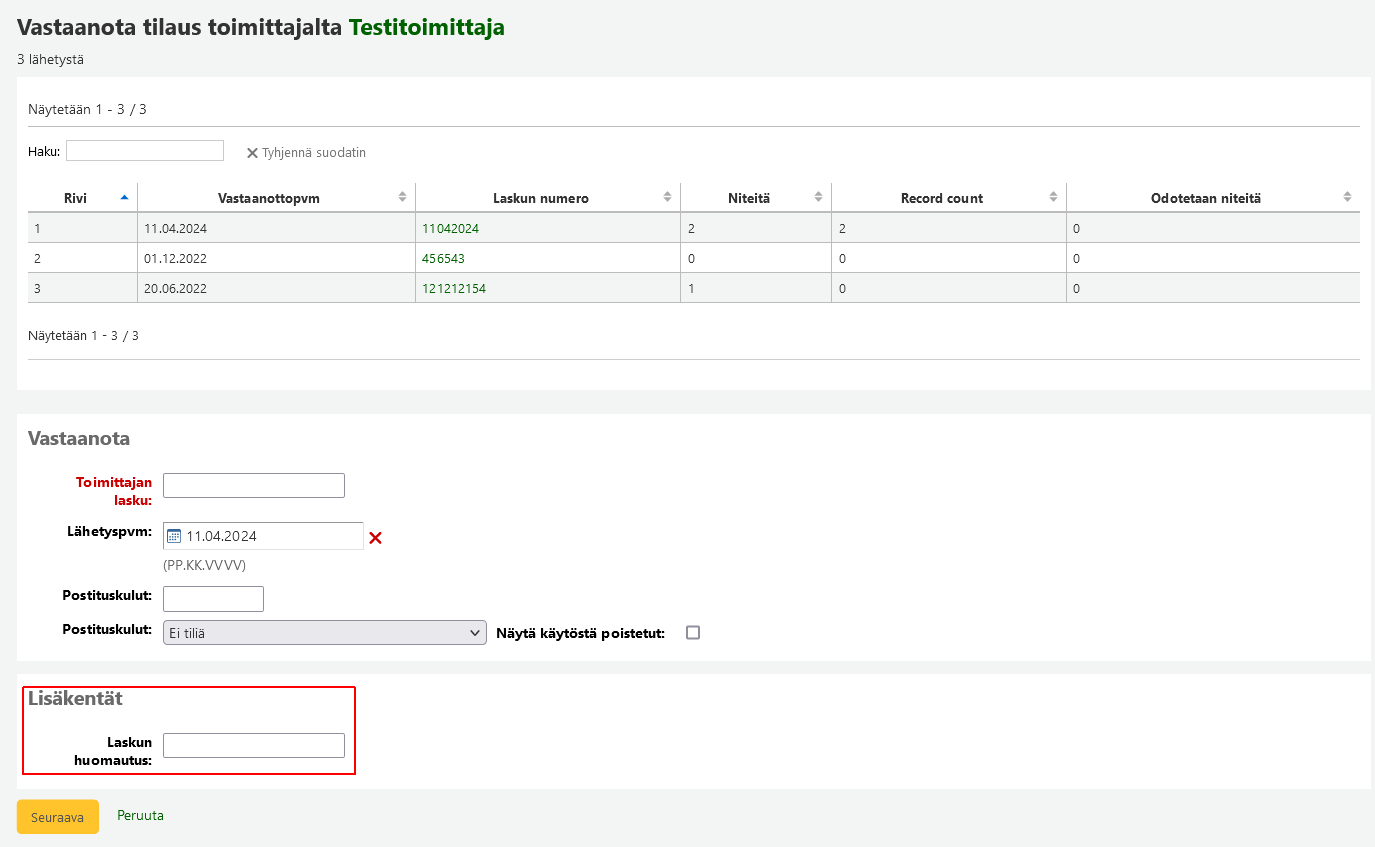 Vastaanota tilaus toimittajalta Testitoimittaja
3 lähetystä
Näytetään 1 - 3 / 3
Haku: Tyhjennä suodatin
Rivi Vastaanottopvm Laskun numero Niteitä Record count Odotetaan niteitä
1 11.04.2024 11042024 2 2 0
2 01.12.2022 456543 0 0 0
3 20.06.2022 121212154 1 0 0
Näytetään 1 - 3 / 3
Vastaanota
Toimittajan
lasku:
Lähetyspvm: 11.04.2024
(PP.KK.VVVV)
Postituskulut:
Postituskulut: Ei tiliä Näytä käytöstä poistetut:
Lisäkentät
Laskun
huomautus:
Seuraava Peruuta